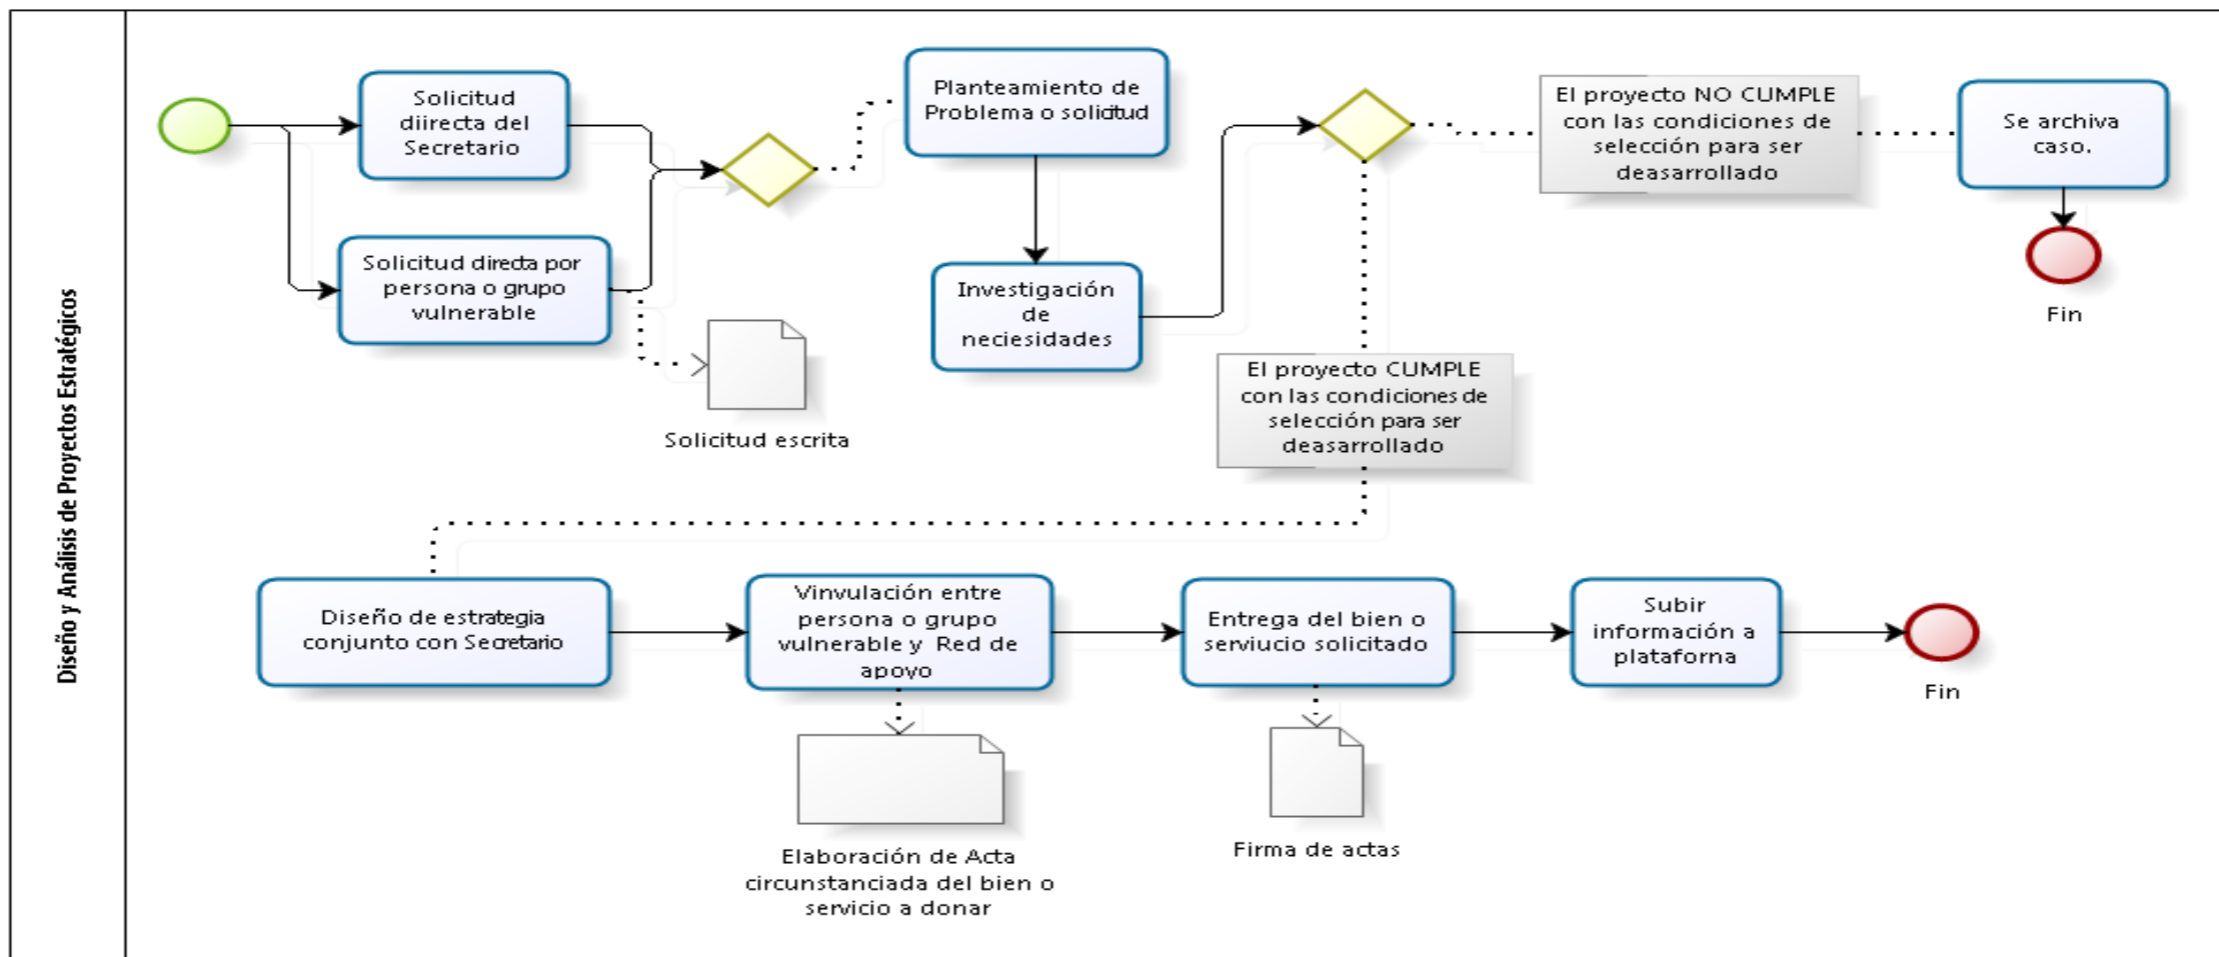 Diseño y Análisis de Proyectos Estratégicos
Solicitud
diirecta del
Secretario
Solicitud directa por
persona o grupo
vulnerable
Solicitud escrita
Planteamiento de
Problema o solicitud
Investigación
de
neciesidades
El proyecto NO CUMPLE
con las condiciones de
selección para ser
deasarrollado
Se archiva
caso.
Fin
El proyecto CUMPLE
con las condiciones de
selección para ser
deasarrollado
Diseño de estrategia
conjunto con Secretario
Vinvulación entre
persona o grupo
vulnerable y Red de
apoyo
Elaboración de Acta
circunstanciada del bien o
servicio a donar
Entrega del bien o
serviucio solicitado
Firma de actas
Subir
información a
plataforna
Fin